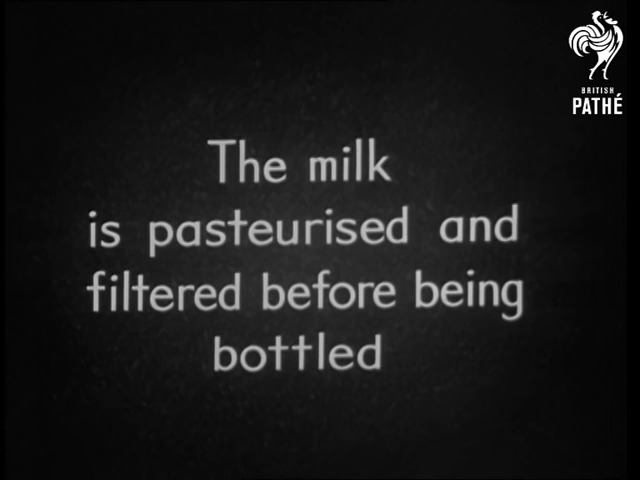 BRITISH
PATHÉ
The milk
is pasteurised and
filtered before being
bottled